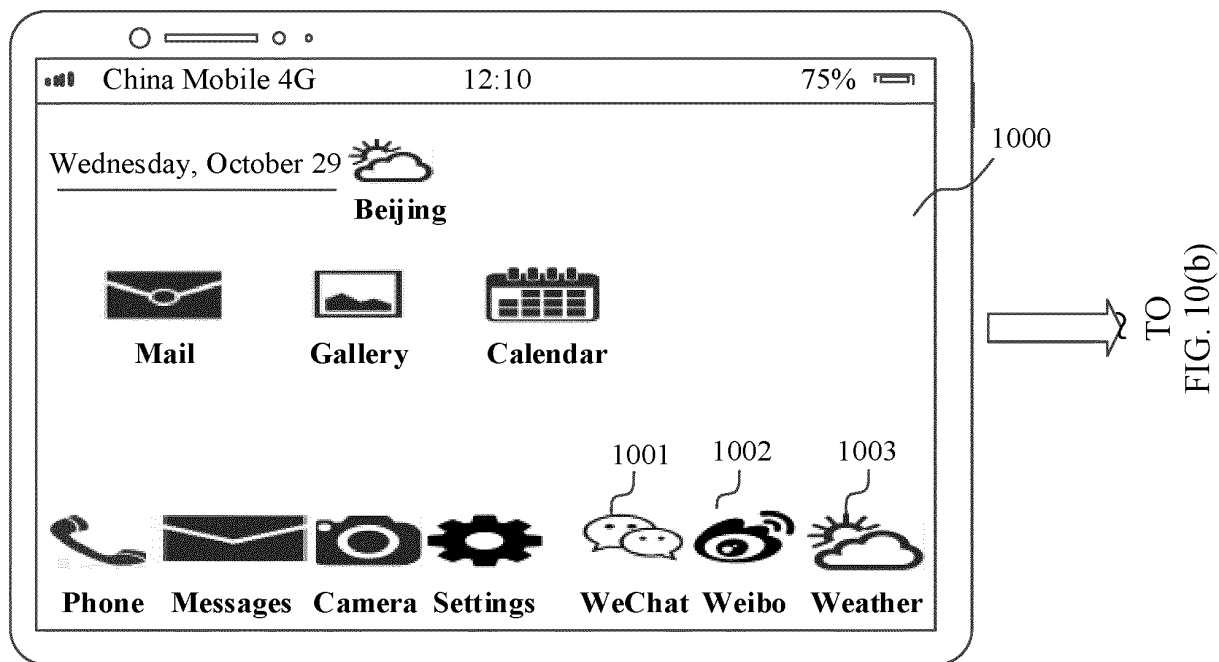 China Mobile 4G 12:10 75%
1000
Wednesday, October 29
Beijing
TO
FIG. 10(b)
Mail Gallery Calendar
1001 1002 1003
Phone Messages Camera Settings WeChat Weibo Weather